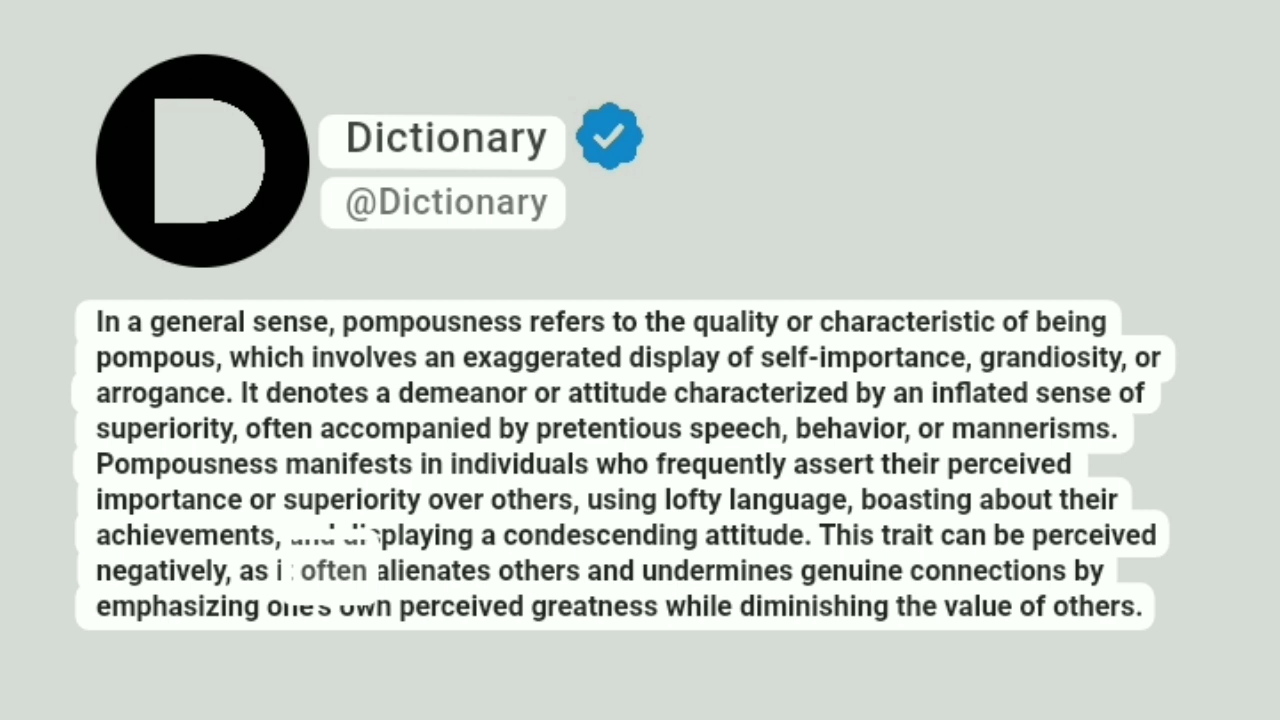 Dictionary
@Dictionary
In a general sense, pompousness refers to the quality or characteristic of being
pompous, which involves an exaggerated display of self-importance, grandiosity, or
arrogance. It denotes a demeanor or attitude characterized by an inflated sense of
superiority, often accompanied by pretentious speech, behavior, or mannerisms.
Pompousness manifests in individuals who frequently assert their perceived
importance or superiority over others, using lofty language, boasting about their
achievements, and displaying a condescending attitude. This trait can be perceived
negatively, as often alienates others and undermines genuine connections by
emphasizing one's own perceived greatness while diminishing the value of others.